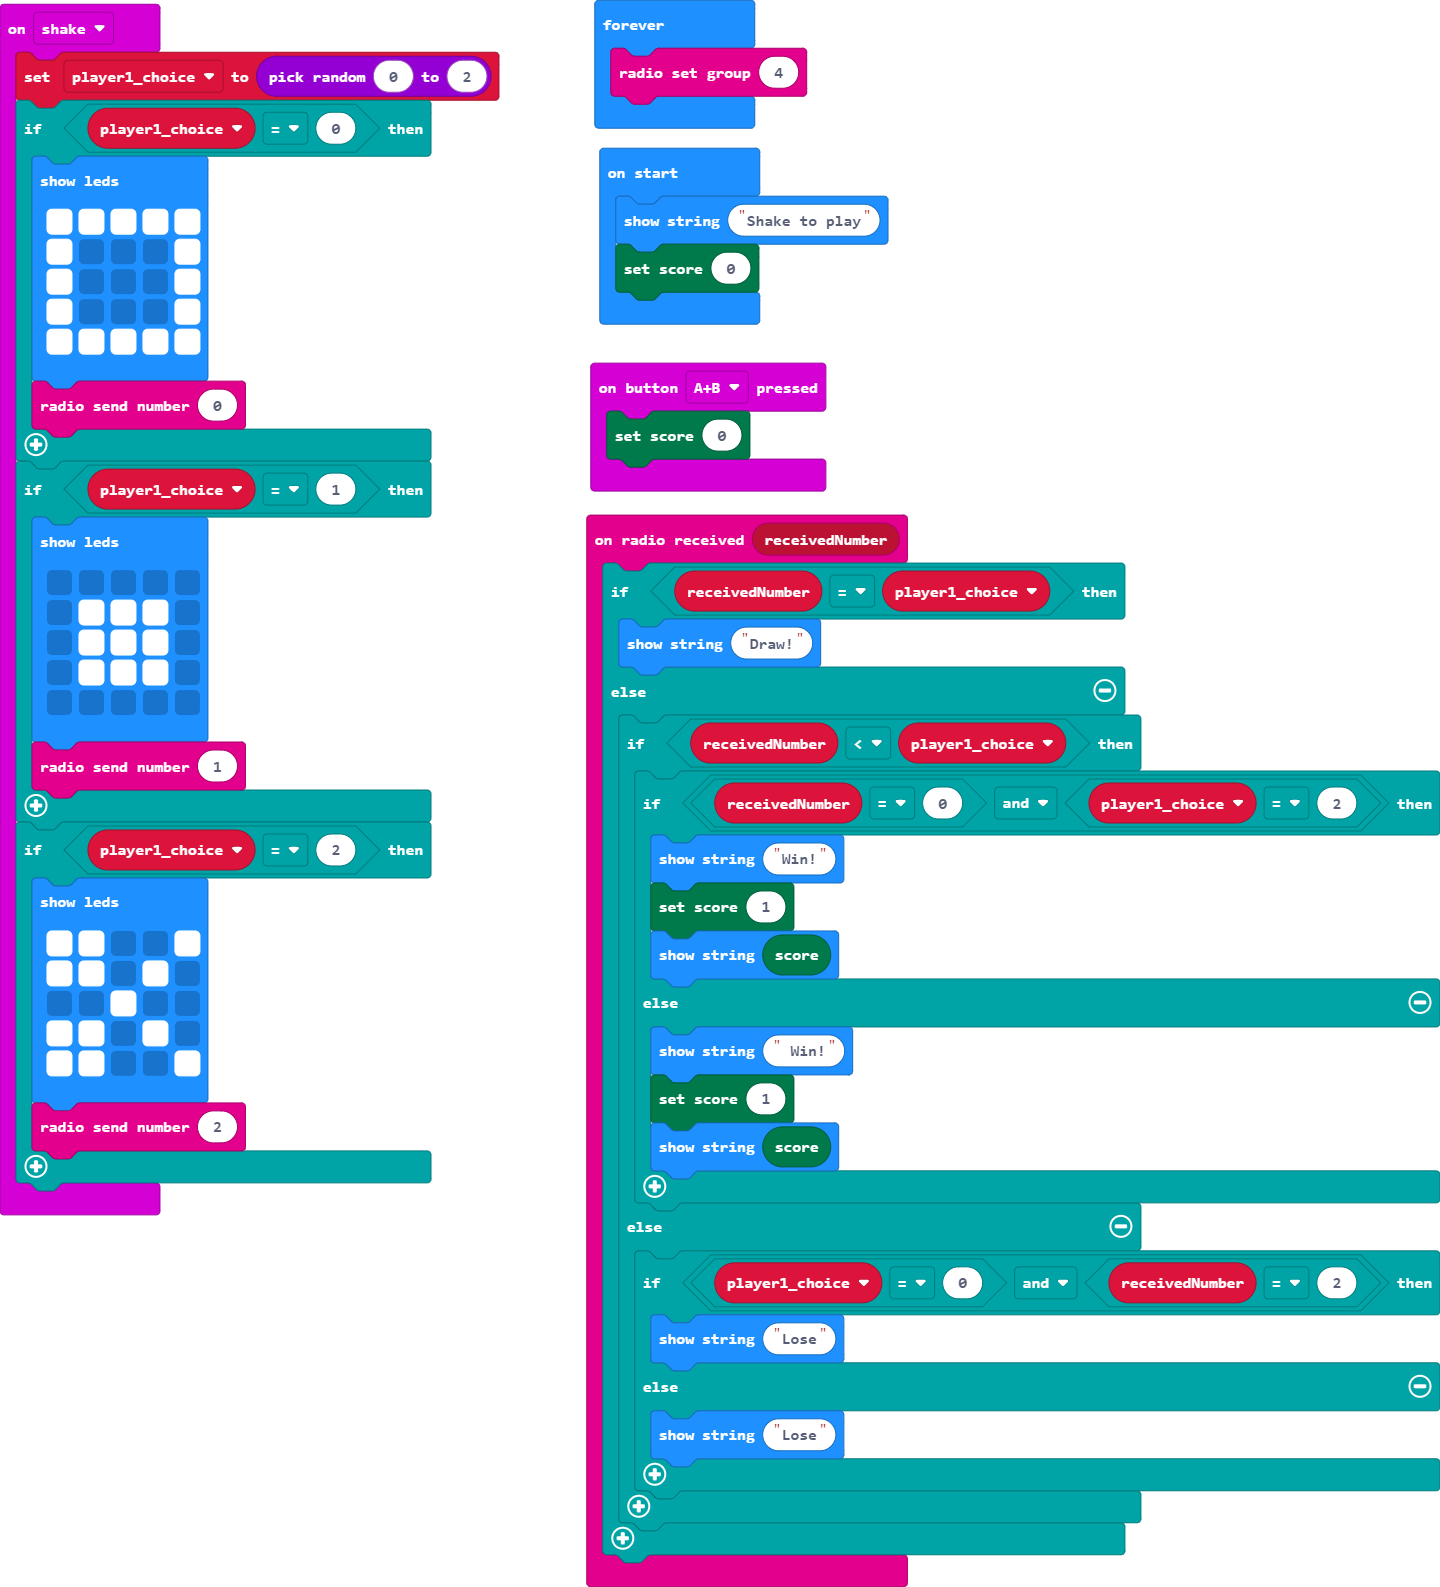 on shake
set player1_choice to pick random 0 to 2
if player1_choice = 0 then
show leds
radio send number 0
if player1_choice = 1 then
show leds
radio send number 1
if player1_choice = 2 then
show leds
radio send number 2
forever
radio set group 4
on start
show string "Shake to play"
set score 0
on button A+B pressed
set score 0
on radio received receivedNumber
if receivedNumber = player1_choice then
show string "Draw!"
else
if receivedNumber < player1_choice then
if receivedNumber = 0 and player1_choice = 2 then
show string "Win!"
set score 1
show string score
else
show string " Win!"
set score 1
show string score
else
if player1_choice = 0 and receivedNumber = 2 then
show string "Lose"
else
show string "Lose"